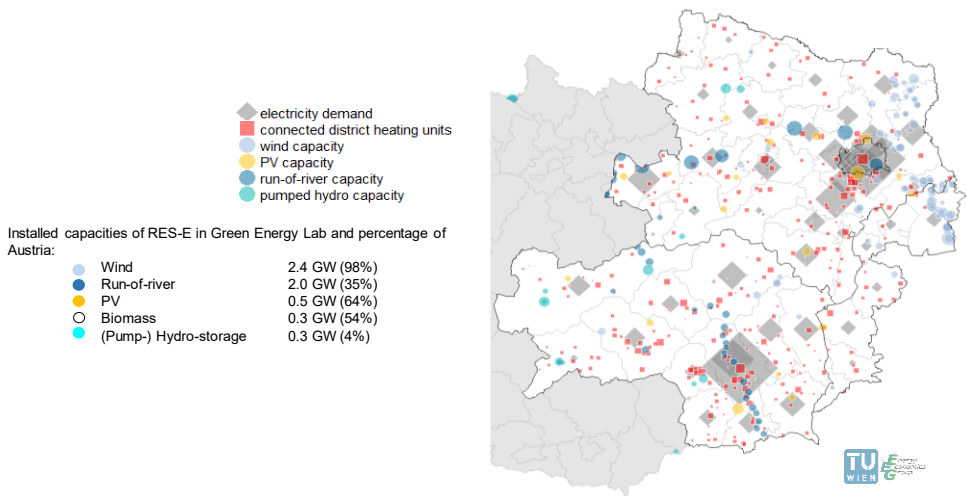 electricity demand
connected district heating units
wind capacity
PV capacity
run-of-river capacity
pumped hydro capacity
Installed capacities of RES-E in Green Energy Lab and percentage of
Austria:
Wind 2.4 GW (98%)
Run-of-river 2.0 GW (35%)
PV 0.5 GW (64%)
Biomass 0.3 GW (54%)
(Pump-) Hydro-storage 0.3 GW (4%)
TU
WIEN
Energy
Economics
Group